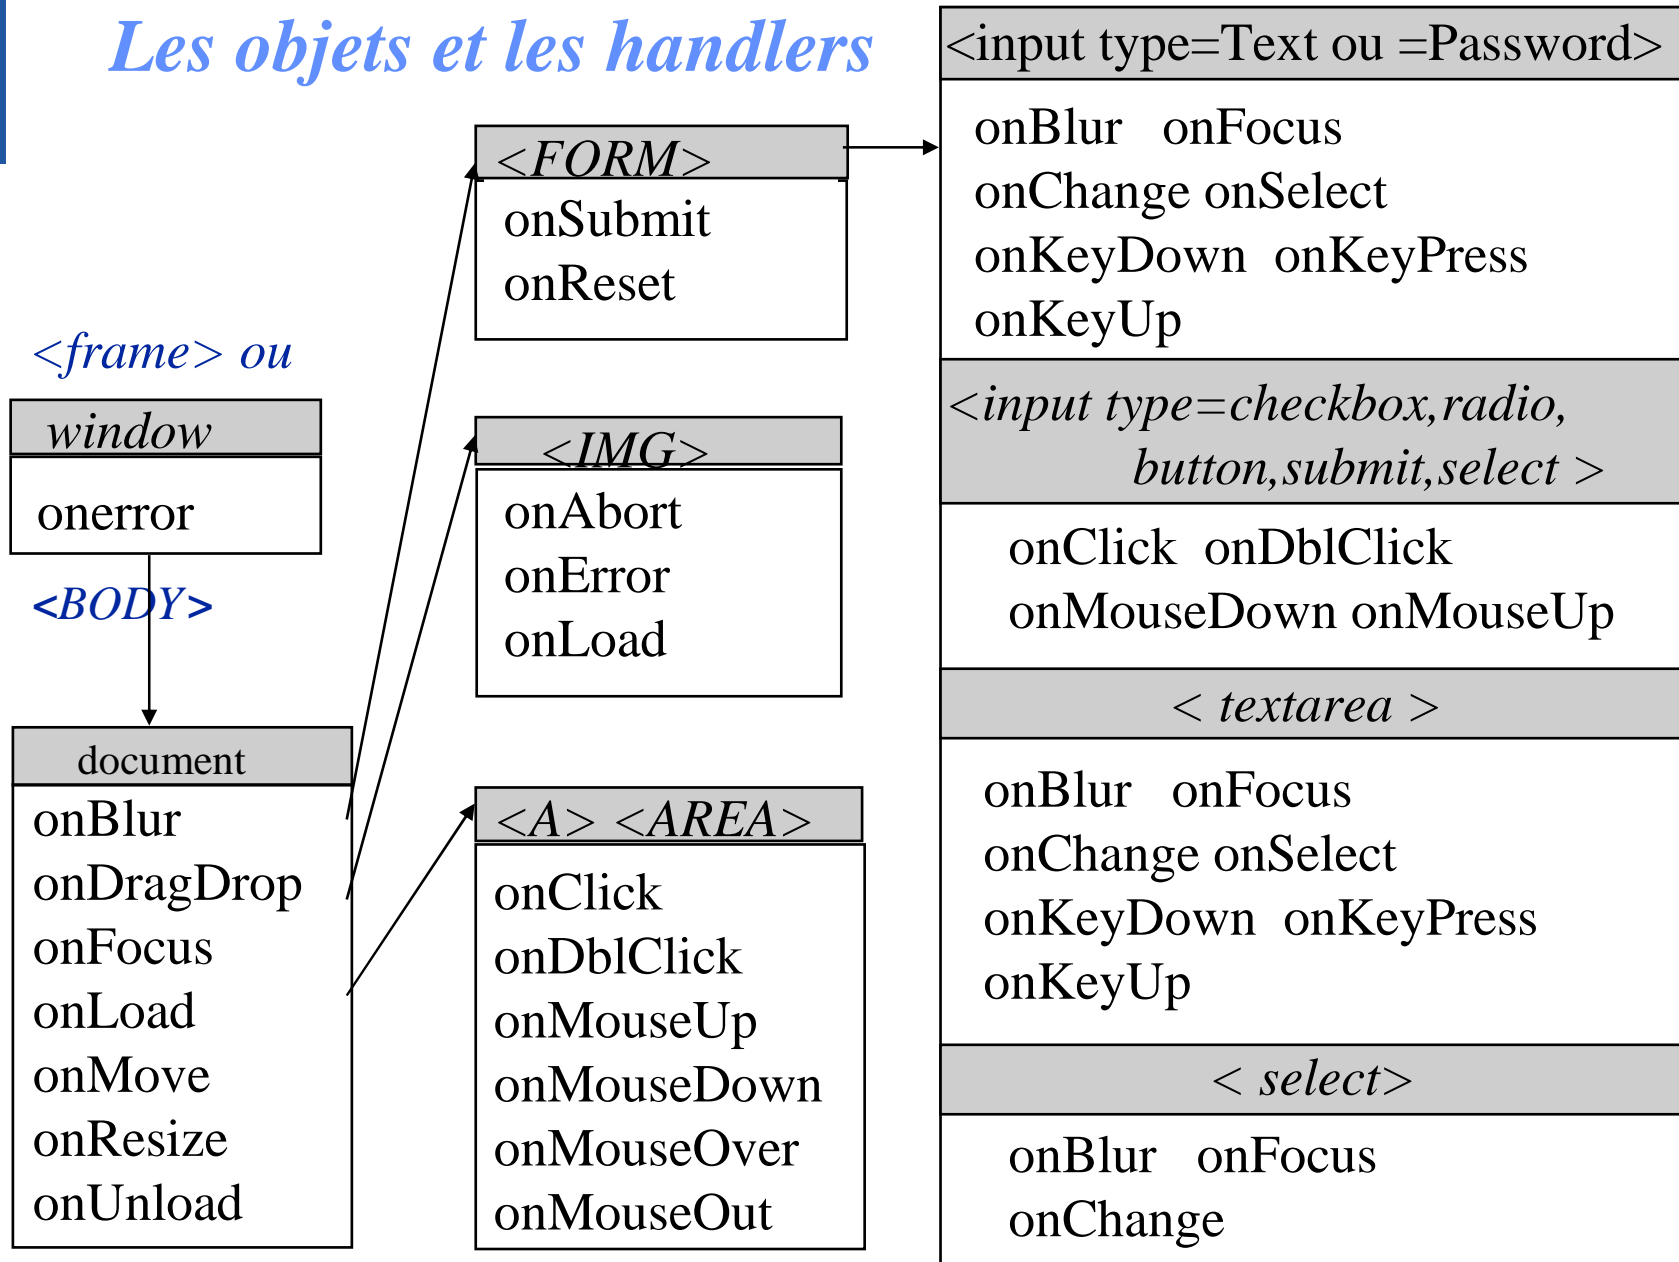 Les objets et les handlers
<frame> ou
window
onerror
<BODY>
document
onBlur
onDragDrop
onFocus
onLoad
onMove
onResize
onUnload
<FORM>
onSubmit
onReset
<IMG>
onAbort
onError
onLoad
<A> <AREA>
onClick
onDblClick
onMouseUp
onMouseDown
onMouseOver
onMouseOut
<input type=Text ou =Password>
onBlur onFocus
onChange onSelect
onKeyDown onKeyPress
onKeyUp
<input type=checkbox,radio,
button,submit,select >
onClick onDblClick
onMouseDown onMouseUp
< textarea >
onBlur onFocus
onChange onSelect
onKeyDown onKeyPress
onKeyUp
< select>
onBlur onFocus
onChange